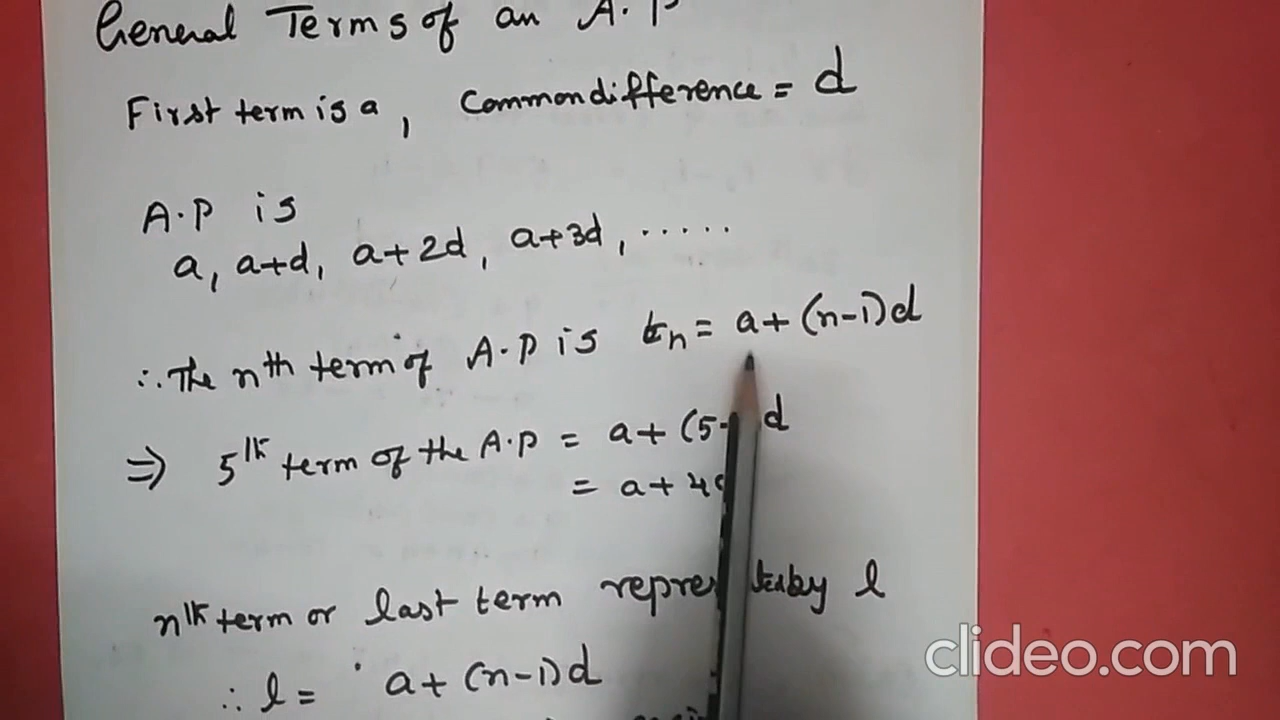 General Terms of an A.P
First term is a, Common difference = d
A.P is
a, a+d, a+2d, a+3d, .....
∴ The nth term of A.P is tn = a + (n-1)d
⇒ 5th term of the A.P = a + (5- d
= a + 4
nth term or last term by l
∴ l = a + (n-1)d
clideo.com